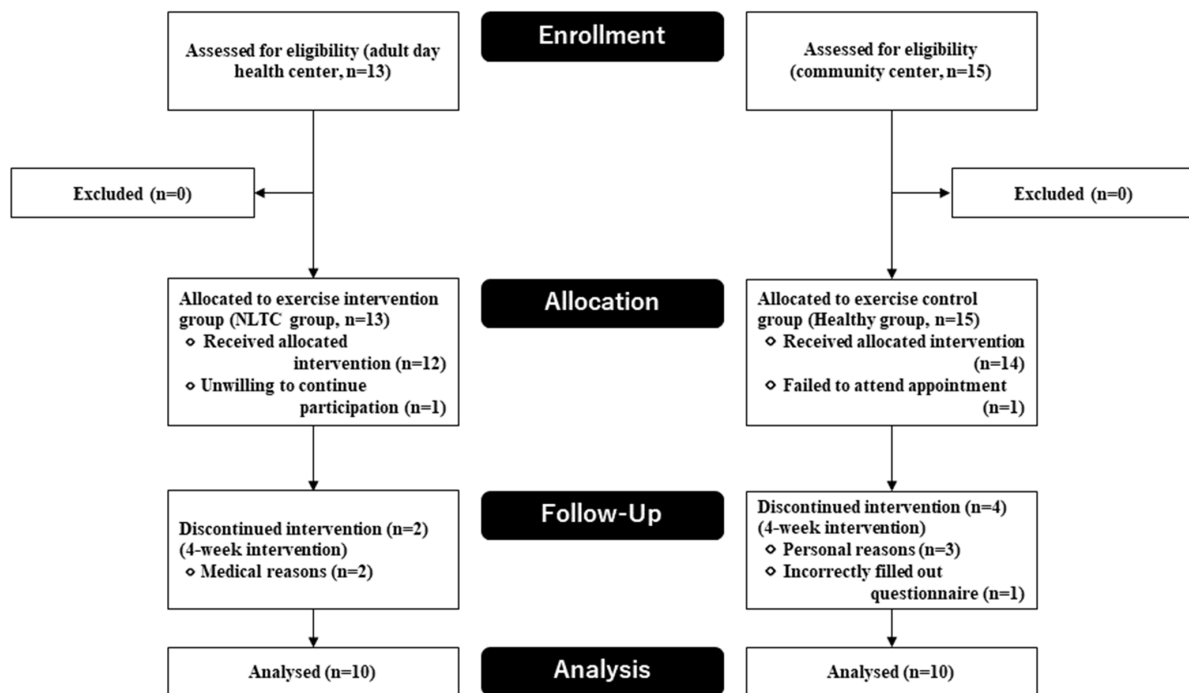 Enrollment
Assessed for eligibility (adult day
health center, n=13)
Assessed for eligibility
(community center, n=15)
Excluded (n=0)
Excluded (n=0)
Allocation
Allocated to exercise intervention
group (NLTC group, n=13)
Received allocated
intervention (n=12)
Unwilling to continue
participation (n=1)
Allocated to exercise control
group (Healthy group, n=15)
Received allocated intervention
(n=14)
Failed to attend appointment
(n=1)
Follow-Up
Discontinued intervention (n=2)
(4-week intervention)
Medical reasons (n=2)
Discontinued intervention (n=4)
(4-week intervention)
Personal reasons (n=3)
Incorrectly filled out
questionnaire (n=1)
Analysis
Analysed (n=10)
Analysed (n=10)